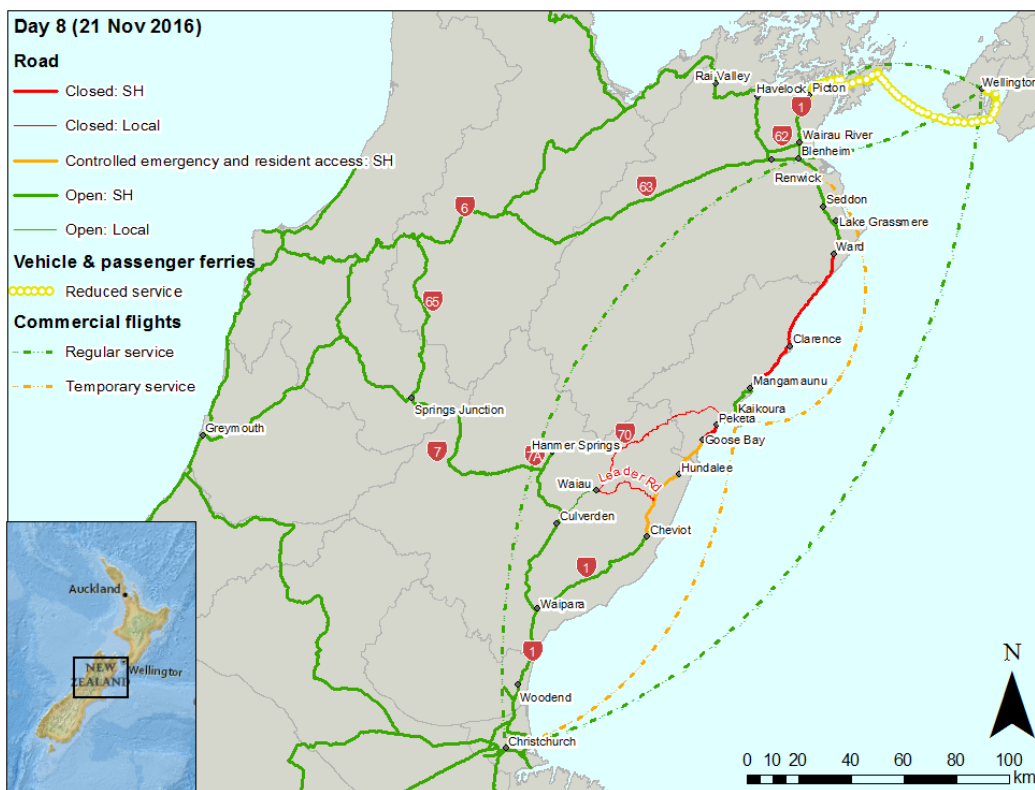 Day 8 (21 Nov 2016)
Road
Closed: SH
Closed: Local
Controlled emergency and resident access: SH
Open: SH
Open: Local
Vehicle & passenger ferries
Reduced service
Commercial flights
Regular service
Temporary service
Rai Valley
Havelock
Picton
Wellington
1
62
Wairau River
Blenheim
63
Renwick
6
Seddon
Lake Grassmere
Ward
65
Clarence
Mangamaunu
Springs Junction
Kaikoura
Peketa
Greymouth
70
Goose Bay
7
7A
Hanmer Springs
Hundalee
Waiau
Leader Rd
Culverden
Cheviot
1
Waipara
1
Woodend
Christchurch
Auckland
Wellington
NEW
ZEALAND
N
0 10 20 40 60 80 100
km